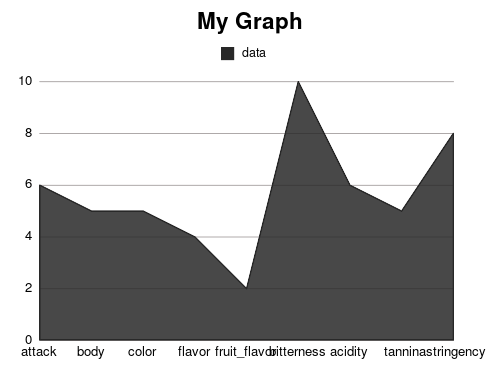 My Graph
data
10
8
6
4
2
0
attack body color flavor fruit_flavor bitterness acidity tannin astringency